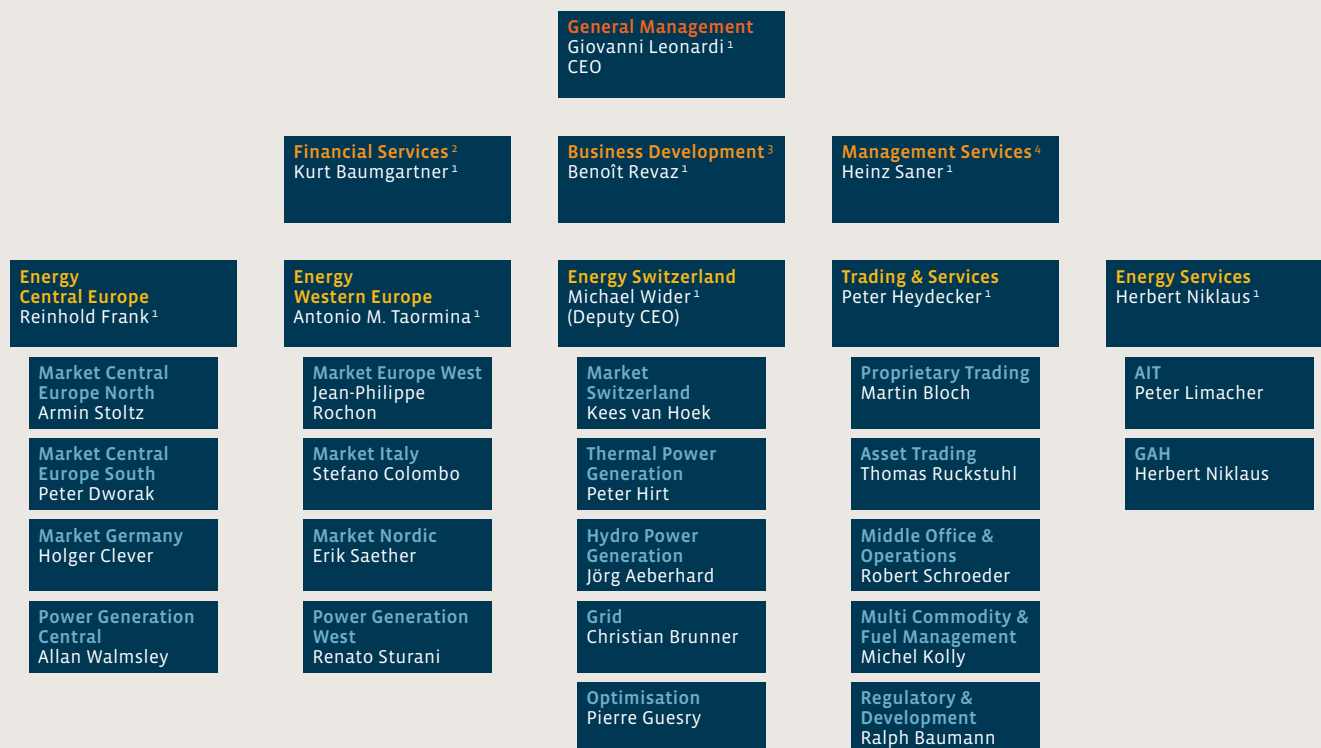 General Management
Giovanni Leonardi ¹
CEO
Financial Services ²
Kurt Baumgartner ¹
Business Development ³
Benoît Revaz ¹
Management Services ⁴
Heinz Saner ¹
Energy
Central Europe
Reinhold Frank ¹
Energy
Western Europe
Antonio M. Taormina ¹
Energy Switzerland
Michael Wider ¹
(Deputy CEO)
Trading & Services
Peter Heydecker ¹
Energy Services
Herbert Niklaus ¹
Market Central
Europe North
Armin Stoltz
Market Central
Europe South
Peter Dworak
Market Germany
Holger Clever
Power Generation
Central
Allan Walmsley
Market Europe West
Jean-Philippe
Rochon
Market Italy
Stefano Colombo
Market Nordic
Erik Saether
Power Generation
West
Renato Sturani
Market
Switzerland
Kees van Hoek
Thermal Power
Generation
Peter Hirt
Hydro Power
Generation
Jörg Aeberhard
Grid
Christian Brunner
Optimisation
Pierre Guesry
Proprietary Trading
Martin Bloch
Asset Trading
Thomas Ruckstuhl
Middle Office &
Operations
Robert Schroeder
Multi Commodity &
Fuel Management
Michel Kolly
Regulatory &
Development
Ralph Baumann
AIT
Peter Limacher
GAH
Herbert Niklaus